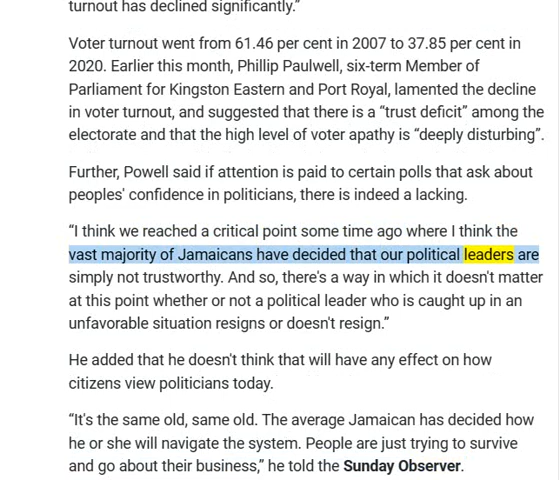 turnout has declined significantly.”
Voter turnout went from 61.46 per cent in 2007 to 37.85 per cent in
2020. Earlier this month, Phillip Paulwell, six-term Member of
Parliament for Kingston Eastern and Port Royal, lamented the decline
in voter turnout, and suggested that there is a “trust deficit” among the
electorate and that the high level of voter apathy is “deeply disturbing”.
Further, Powell said if attention is paid to certain polls that ask about
peoples' confidence in politicians, there is indeed a lacking.
“I think we reached a critical point some time ago where I think the
vast majority of Jamaicans have decided that our political leaders are
simply not trustworthy. And so, there's a way in which it doesn't matter
at this point whether or not a political leader who is caught up in an
unfavorable situation resigns or doesn't resign.”
He added that he doesn't think that will have any effect on how
citizens view politicians today.
“It's the same old, same old. The average Jamaican has decided how
he or she will navigate the system. People are just trying to survive
and go about their business,” he told the Sunday Observer.